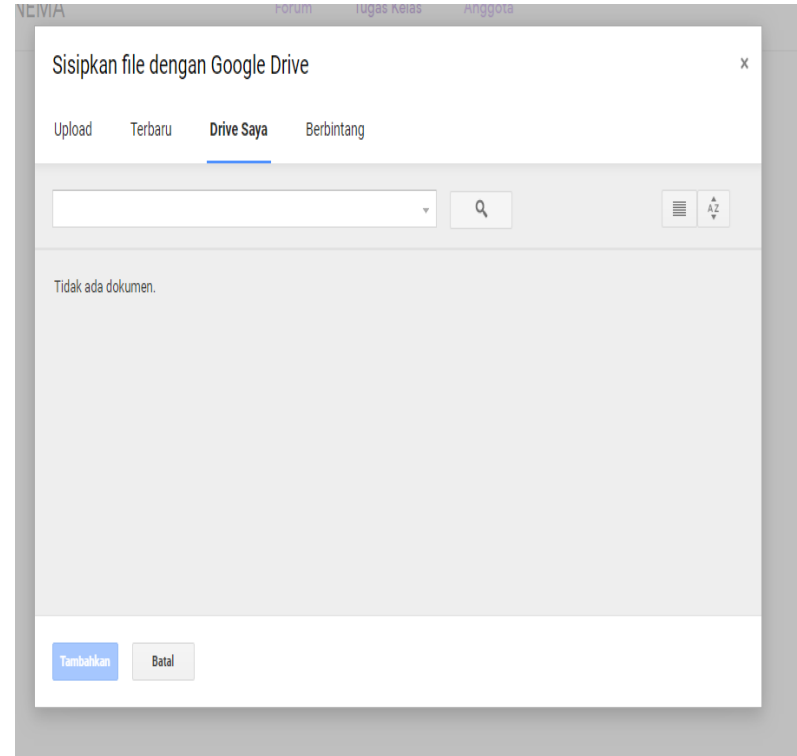 NEMA Forum Tugas Kelas Anggota
Sisipkan file dengan Google Drive
Upload Terbaru Drive Saya Berbintang
AZ
Tidak ada dokumen.
Tambahkan Batal